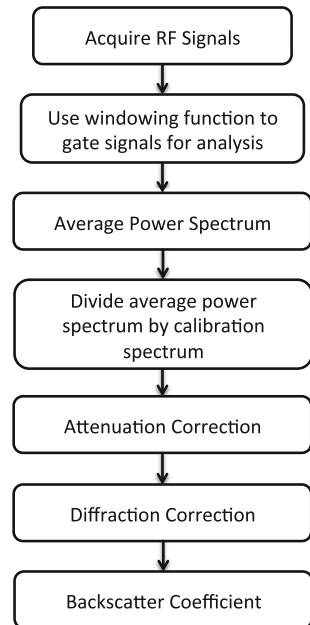 Acquire RF Signals
Use windowing function to
gate signals for analysis
Average Power Spectrum
Divide average power
spectrum by calibration
spectrum
Attenuation Correction
Diffraction Correction
Backscatter Coefficient